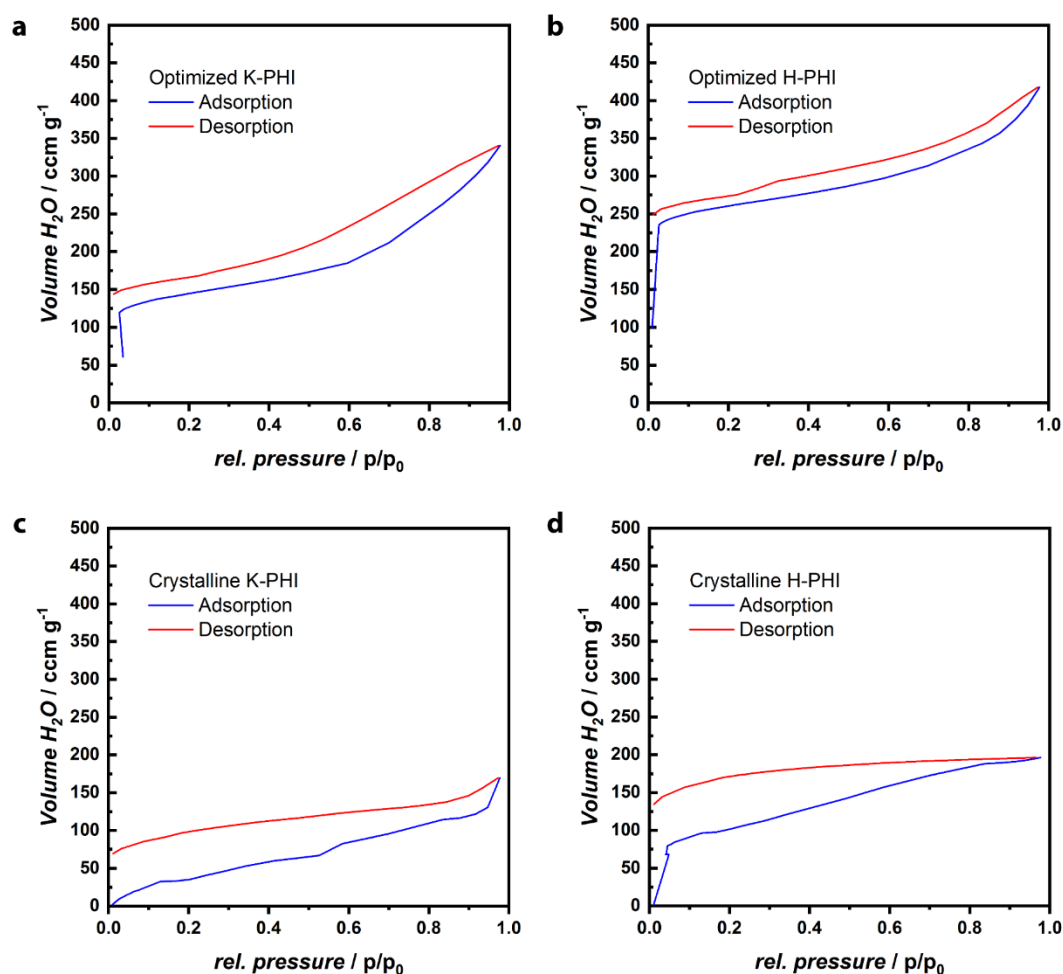 a
500
450
400
350
300
250
200
150
100
50
0
Volume H₂O / ccm g⁻¹
Optimized K-PHI
Adsorption
Desorption
0.0 0.2 0.4 0.6 0.8 1.0
rel. pressure / p/p₀
b
500
450
400
350
300
250
200
150
100
50
0
Volume H₂O / ccm g⁻¹
Optimized H-PHI
Adsorption
Desorption
0.0 0.2 0.4 0.6 0.8 1.0
rel. pressure / p/p₀
c
500
450
400
350
300
250
200
150
100
50
0
Volume H₂O / ccm g⁻¹
Crystalline K-PHI
Adsorption
Desorption
0.0 0.2 0.4 0.6 0.8 1.0
rel. pressure / p/p₀
d
500
450
400
350
300
250
200
150
100
50
0
Volume H₂O / ccm g⁻¹
Crystalline H-PHI
Adsorption
Desorption
0.0 0.2 0.4 0.6 0.8 1.0
rel. pressure / p/p₀